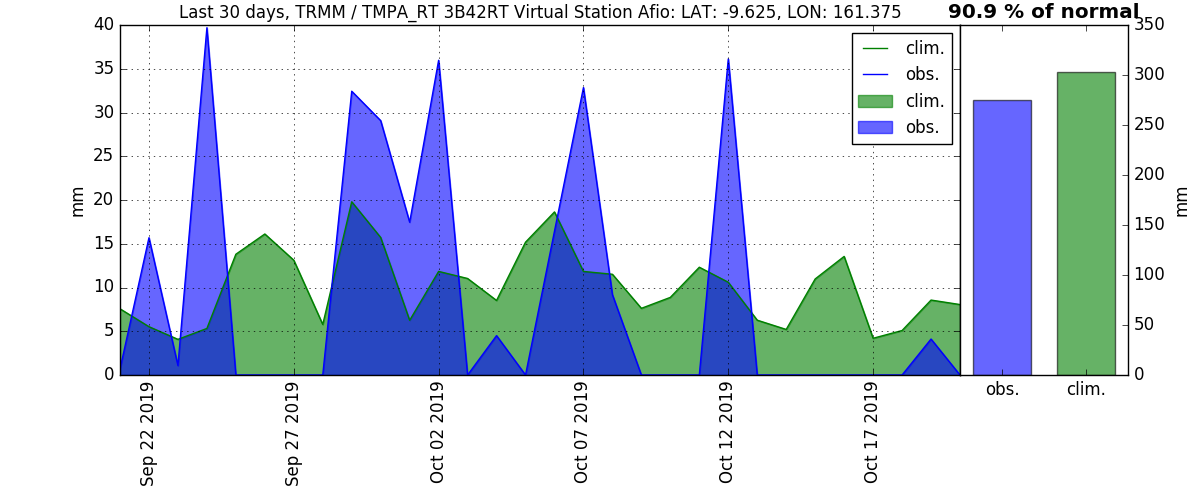 Last 30 days, TRMM / TMPA_RT 3B42RT Virtual Station Afio: LAT: -9.625, LON: 161.375
90.9 % of normal
40
35
30
25
20
15
10
5
0
mm
clim.
obs.
clim.
obs.
Sep 22 2019
Sep 27 2019
Oct 02 2019
Oct 07 2019
Oct 12 2019
Oct 17 2019
350
300
250
200
150
100
50
0
mm
obs.
clim.